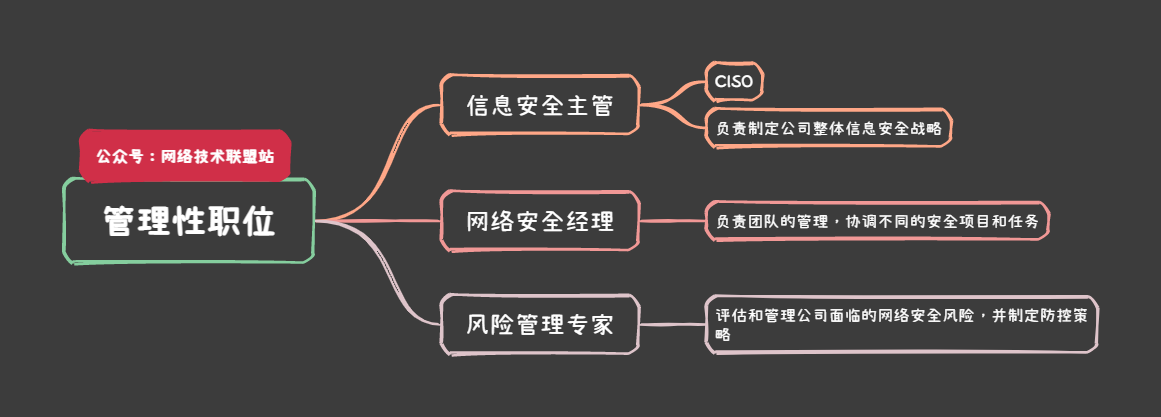 公众号：网络技术联盟站
管理性职位
信息安全主管
CISO
负责制定公司整体信息安全战略
网络安全经理
负责团队的管理，协调不同的安全项目和任务
风险管理专家
评估和管理公司面临的网络安全风险，并制定防控策
略